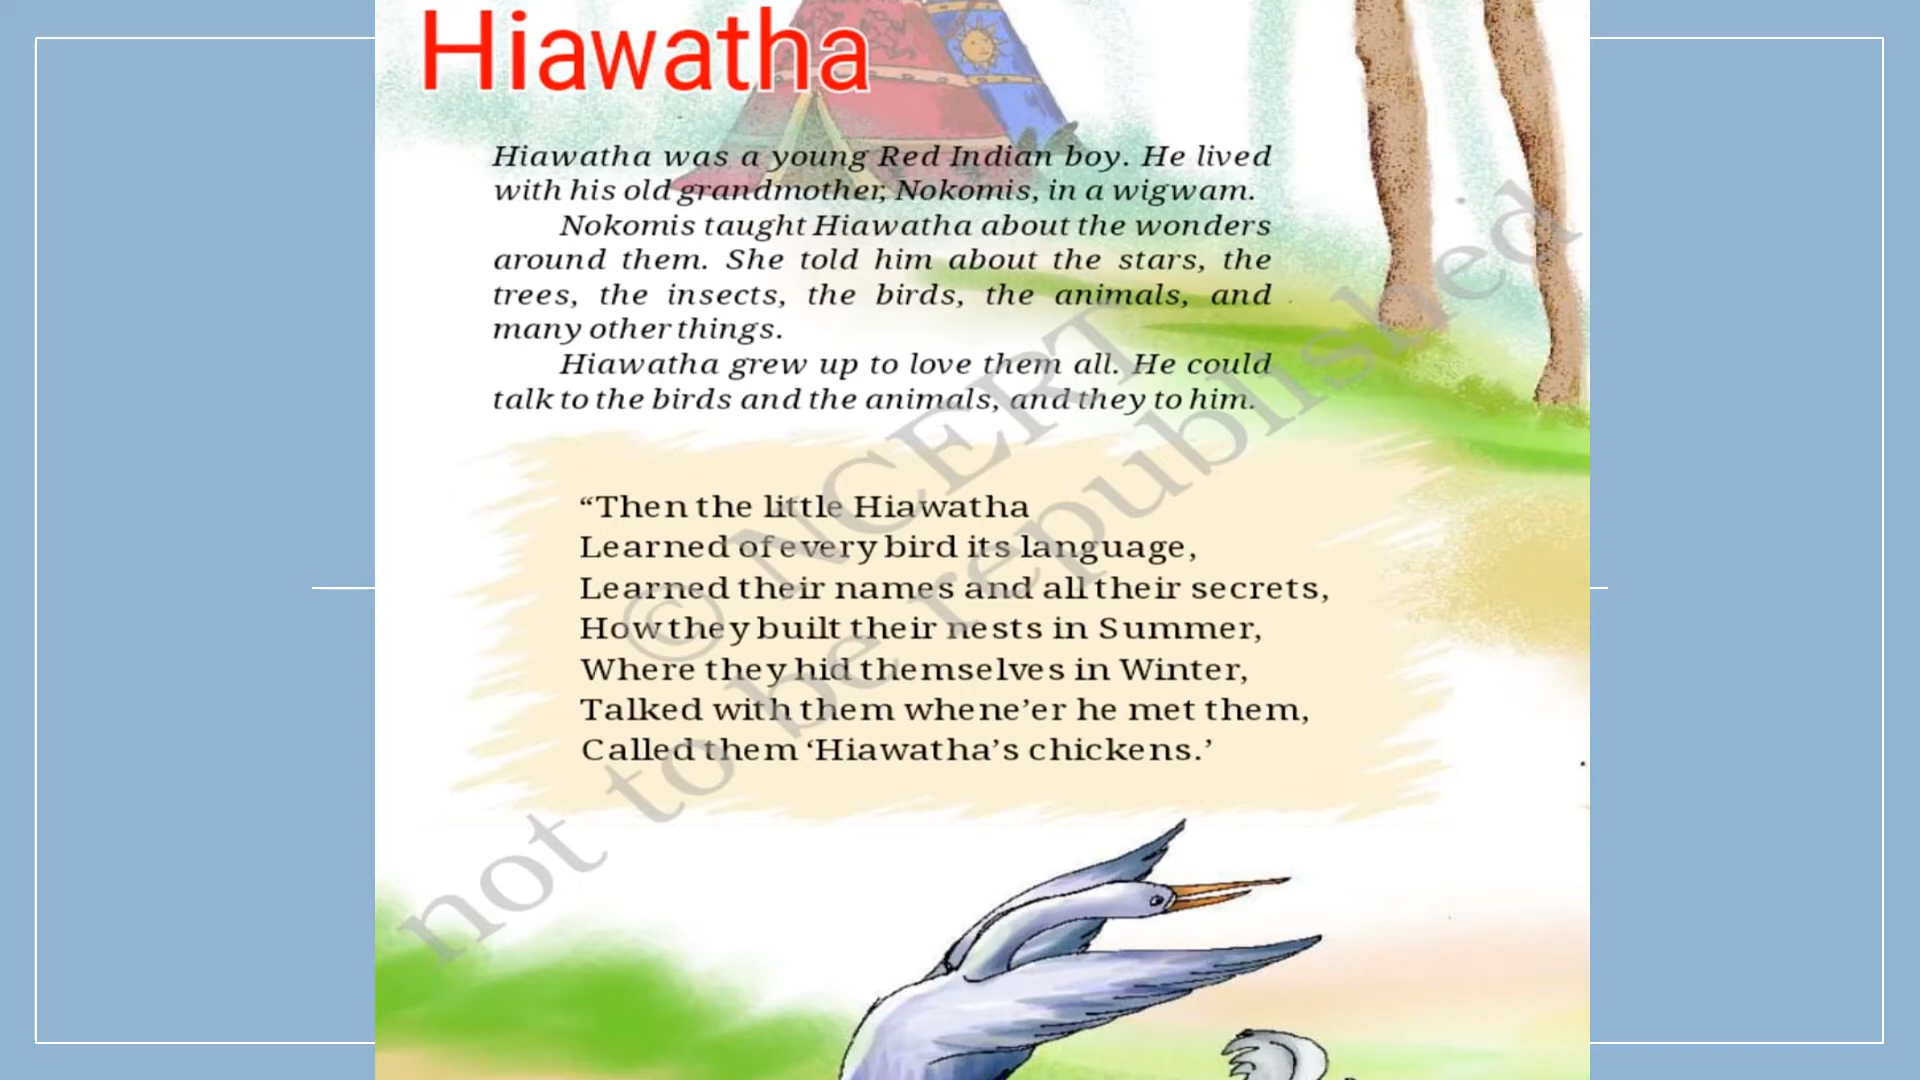 Hiawatha
Hiawatha was a young Red Indian boy. He lived
with his old grandmother, Nokomis, in a wigwam.
Nokomis taught Hiawatha about the wonders
around them. She told him about the stars, the
trees, the insects, the birds, the animals, and
many other things.
Hiawatha grew up to love them all. He could
talk to the birds and the animals, and they to him.
“Then the little Hiawatha
Learned of every bird its language,
Learned their names and all their secrets,
How they built their nests in Summer,
Where they hid themselves in Winter,
Talked with them whene’er he met them,
Called them ‘Hiawatha’s chickens.’
© NCERT
not to be republished